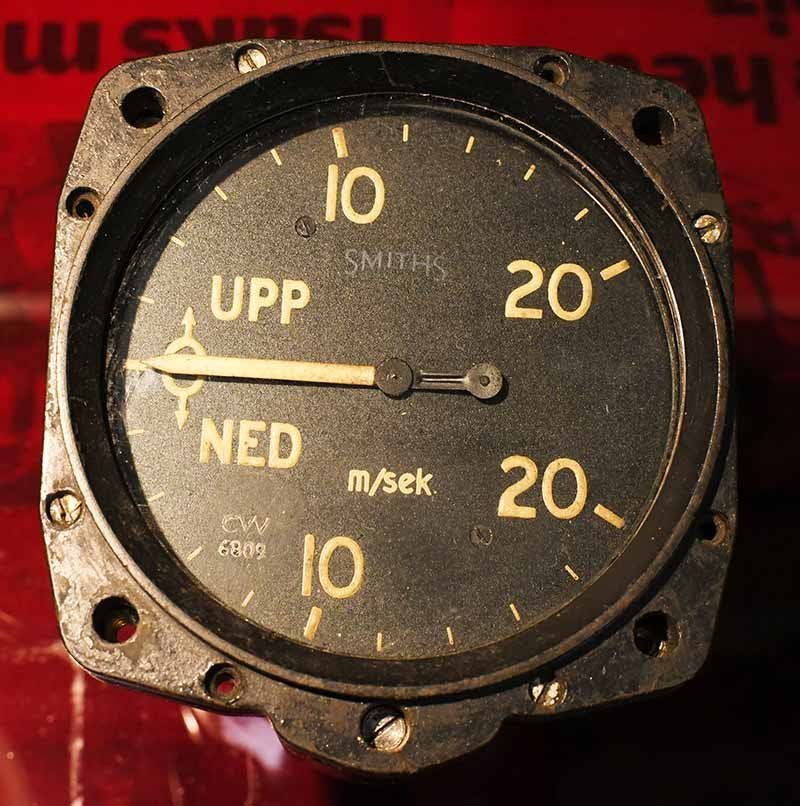 10
SMITHS
UPP
20
NED
m/sek.
20
CW
6809
10